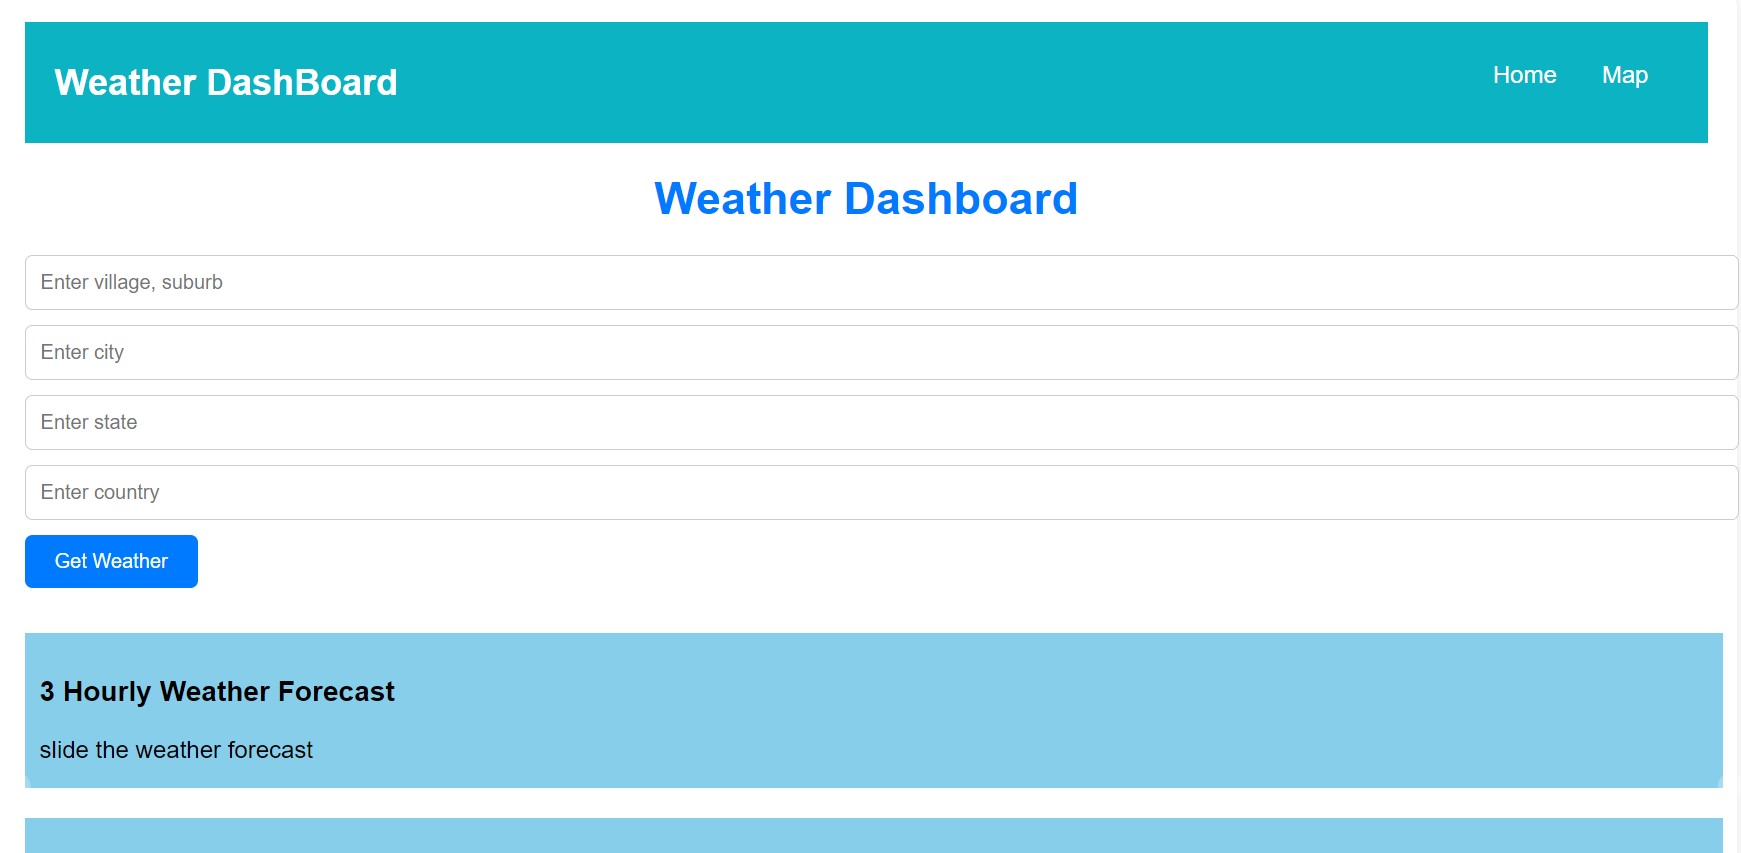 Weather DashBoard
Home Map
Weather Dashboard
Enter village, suburb
Enter city
Enter state
Enter country
Get Weather
3 Hourly Weather Forecast
slide the weather forecast